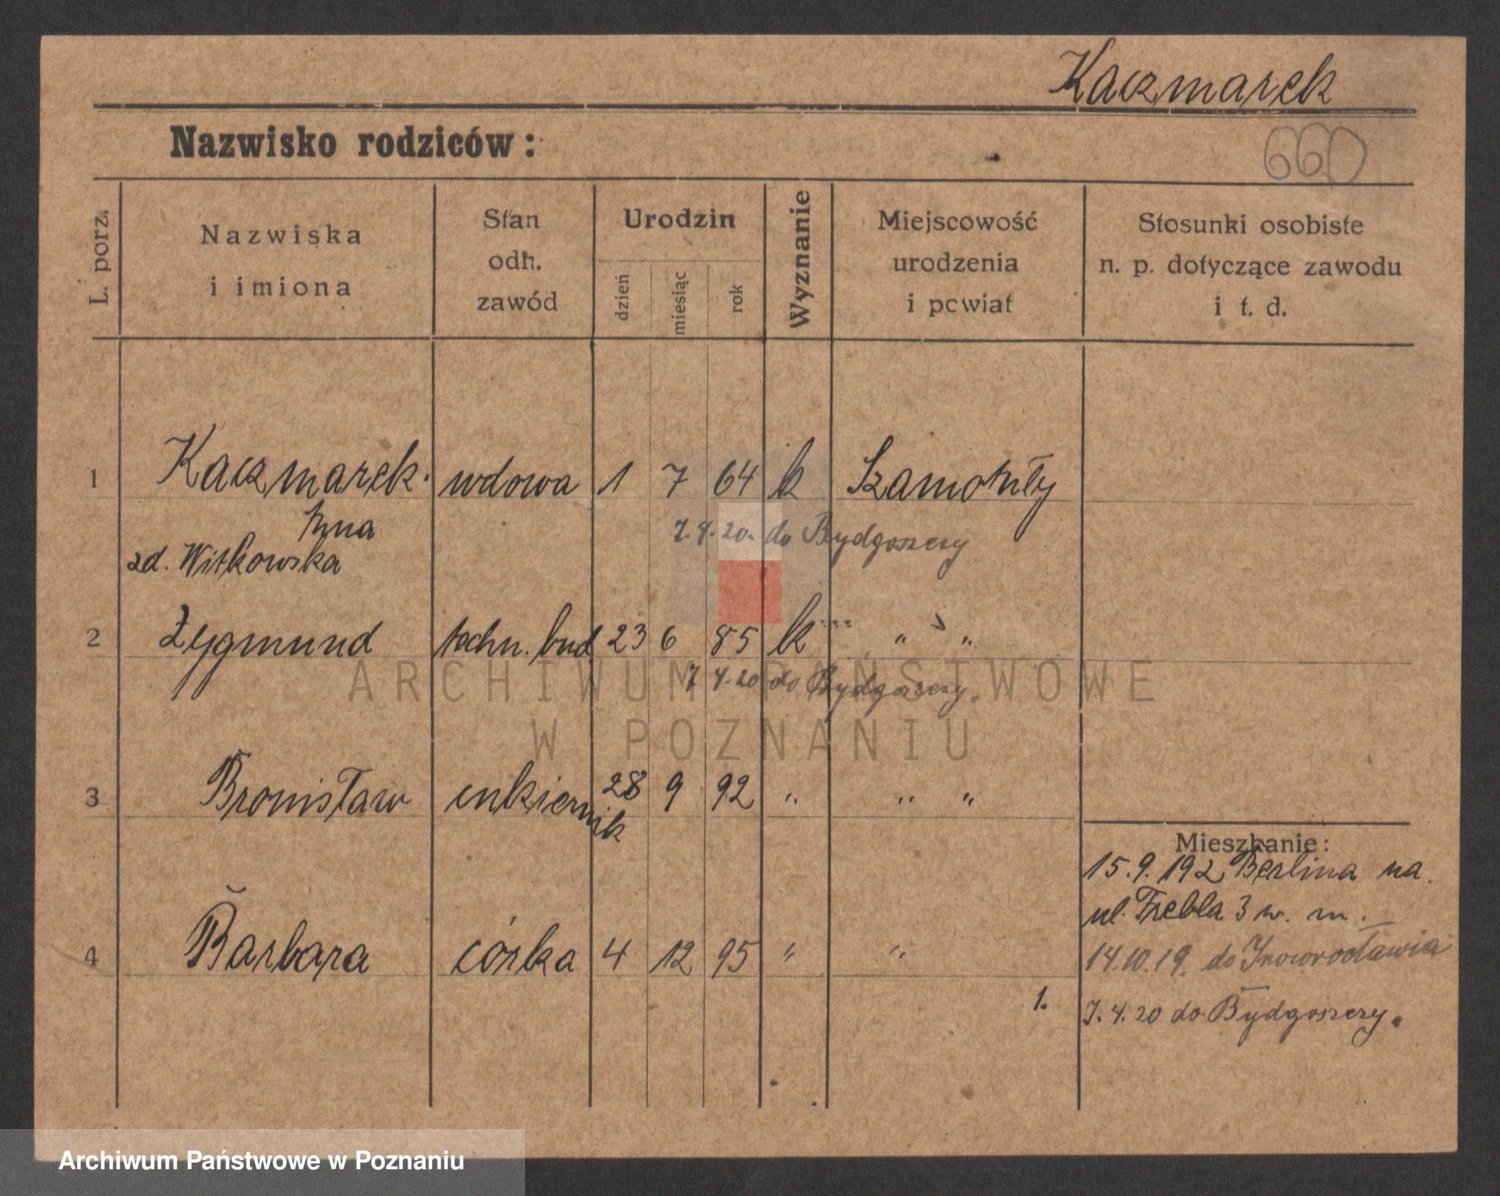 Kaczmarek
660
Nazwisko rodziców:
L. porz.
Nazwiska i imiona
Stan odn. zawód
Urodzin
dzień
miesiąc
rok
Wyznanie
Miejscowość urodzenia i powiat
Stosunki osobiste n. p. dotyczące zawodu i t. d.
1 Kaczmarek wdowa 1 7 64 k Szamotuły
7.4.20. do Bydgoszczy
zd. Witkowska
2 Zygmund techn. bud 23 6 85 k " "
7 4.20 do Bydgoszczy.
3 Bronisław cukiernik 28 9 92 " " "
Mieszkanie:
15.9.192 Berlina na
ul. 3 w. m.
4 Barbara córka 4 12 95 " "
14.10.19. do Inowrocławia
1.
7.4.20 do Bydgoszczy.
ARCHIWUM PAŃSTWOWE
W POZNANIU
Archiwum Państwowe w Poznaniu